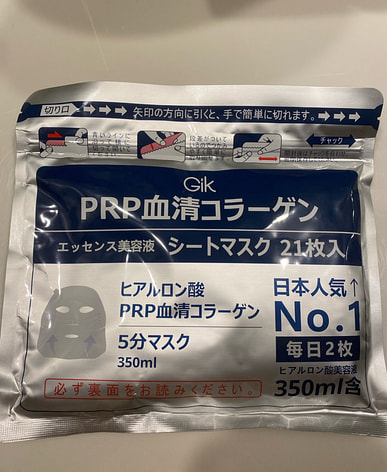 切り口 矢印の方向に引くと、手で簡単に切れます。
チャック
Gik
PRP血清コラーゲン
エッセンス美容液 シートマスク 21枚入
ヒアルロン酸
PRP血清コラーゲン
5分マスク
350ml
日本人気↑
No.1
毎日2枚
ヒアルロン酸美容液
350ml含
必ず裏面をお読みください。